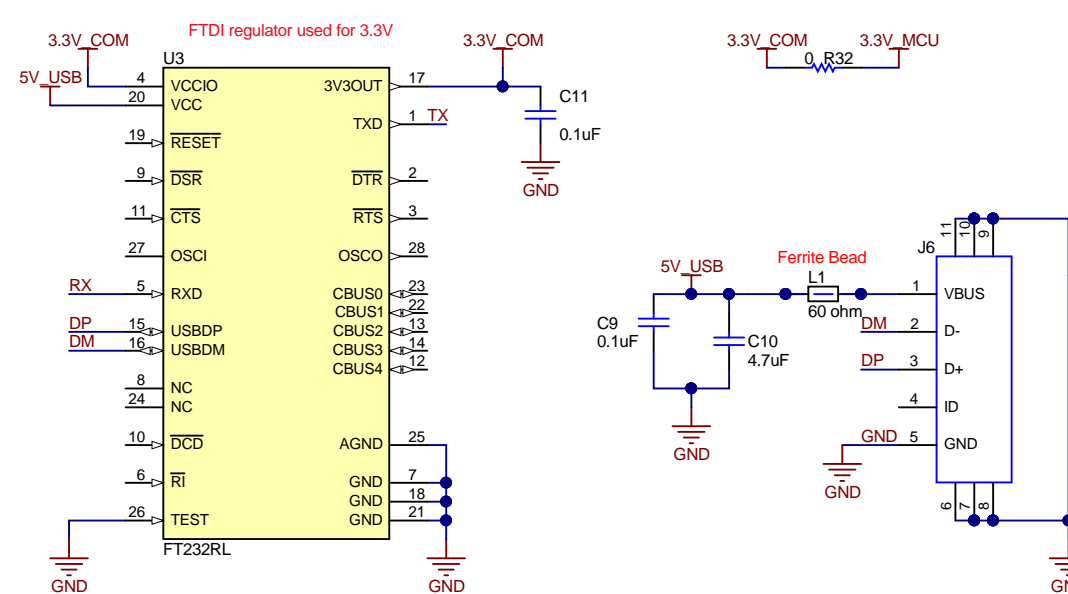 FTDI regulator used for 3.3V
3.3V_COM
3.3V_COM
3.3V_COM
3.3V_MCU
0 R32
U3
5V_USB
4 VCCIO
20 VCC
19 RESET
9 DSR
11 CTS
27 OSCI
RX 5 RXD
DP 15 USBDP
DM 16 USBDM
8 NC
24 NC
10 DCD
6 RI
26 TEST
3V3OUT 17
TXD 1 TX
DTR 2
RTS 3
OSCO 28
CBUS0 23
CBUS1 22
CBUS2 13
CBUS3 14
CBUS4 12
AGND 25
GND 7
GND 18
GND 21
FT232RL
GND
GND
C11
0.1uF
GND
5V_USB
Ferrite Bead
L1
60 ohm
C9
0.1uF
C10
4.7uF
GND
J6
11
10
9
1 VBUS
DM 2 D-
DP 3 D+
4 ID
GND 5 GND
GND
6
7
8